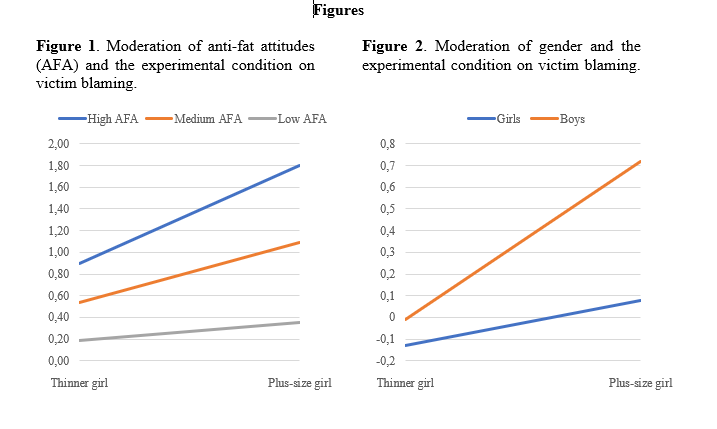 Figures
Figure 1. Moderation of anti-fat attitudes
(AFA) and the experimental condition on
victim blaming.
High AFA Medium AFA Low AFA
2,00
1,80
1,60
1,40
1,20
1,00
0,80
0,60
0,40
0,20
0,00
Thinner girl Plus-size girl
Figure 2. Moderation of gender and the
experimental condition on victim blaming.
Girls Boys
0,8
0,7
0,6
0,5
0,4
0,3
0,2
0,1
0
-0,1
-0,2
Thinner girl Plus-size girl